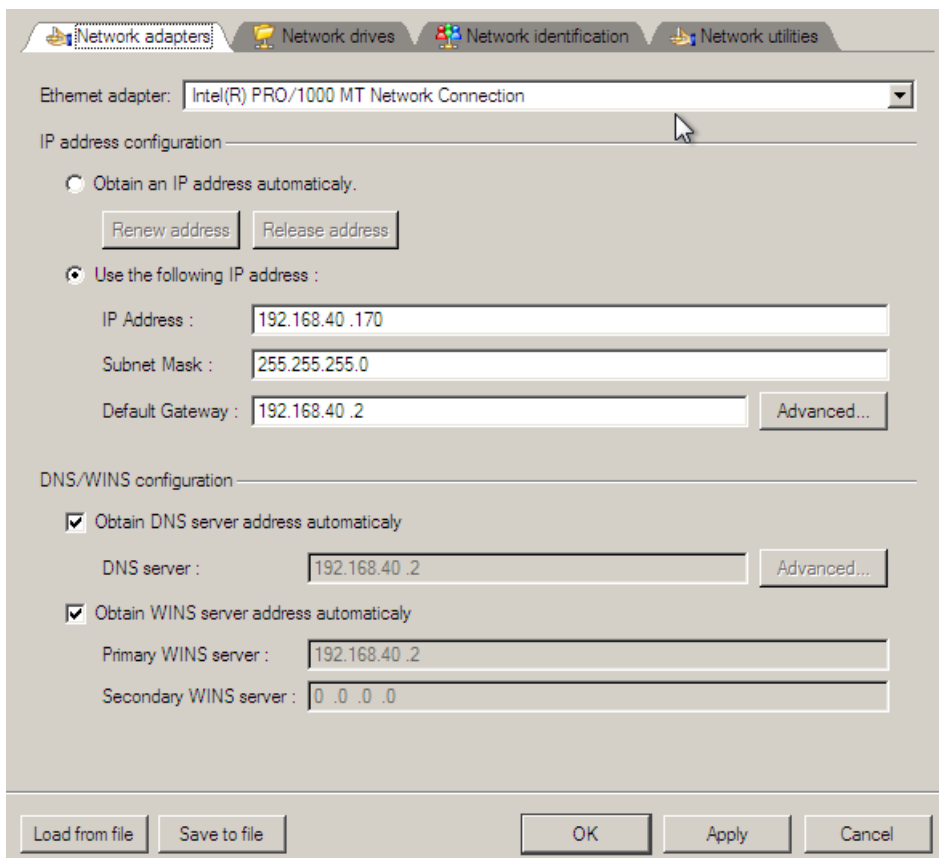 Network adapters Network drives Network identification Network utilities
Ethernet adapter: Intel(R) PRO/1000 MT Network Connection
IP address configuration
Obtain an IP address automaticaly.
Renew address Release address
Use the following IP address :
IP Address : 192.168.40 .170
Subnet Mask : 255.255.255.0
Default Gateway : 192.168.40 .2 Advanced...
DNS/WINS configuration
Obtain DNS server address automaticaly
DNS server : 192.168.40 .2 Advanced...
Obtain WINS server address automaticaly
Primary WINS server : 192.168.40 .2
Secondary WINS server : 0 .0 .0 .0
Load from file Save to file OK Apply Cancel